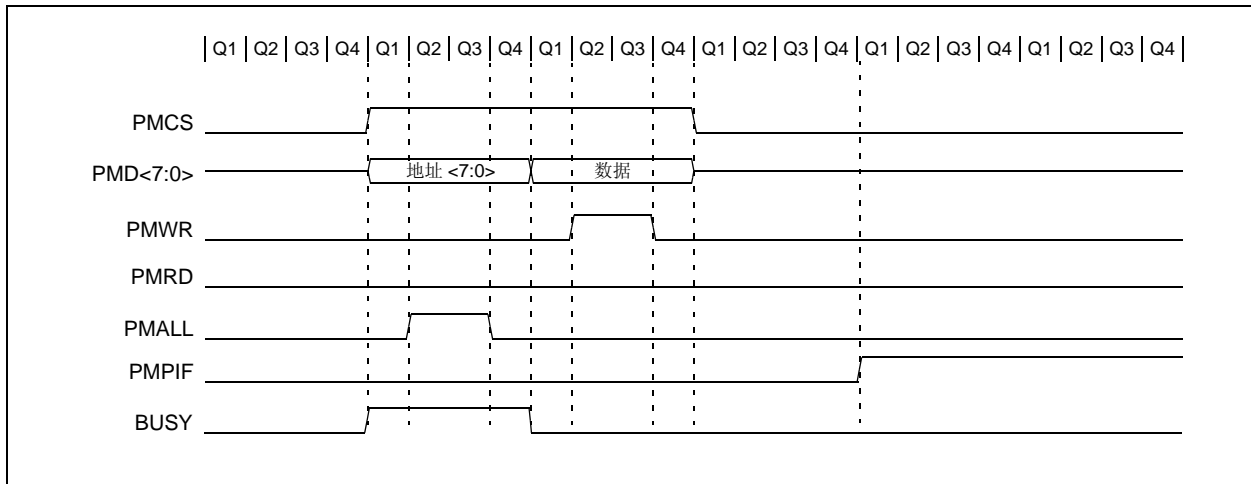 Q1 Q2 Q3 Q4 Q1 Q2 Q3 Q4 Q1 Q2 Q3 Q4 Q1 Q2 Q3 Q4 Q1 Q2 Q3 Q4 Q1 Q2 Q3 Q4
PMCS
PMD<7:0> 地址 <7:0> 数据
PMWR
PMRD
PMALL
PMPIF
BUSY